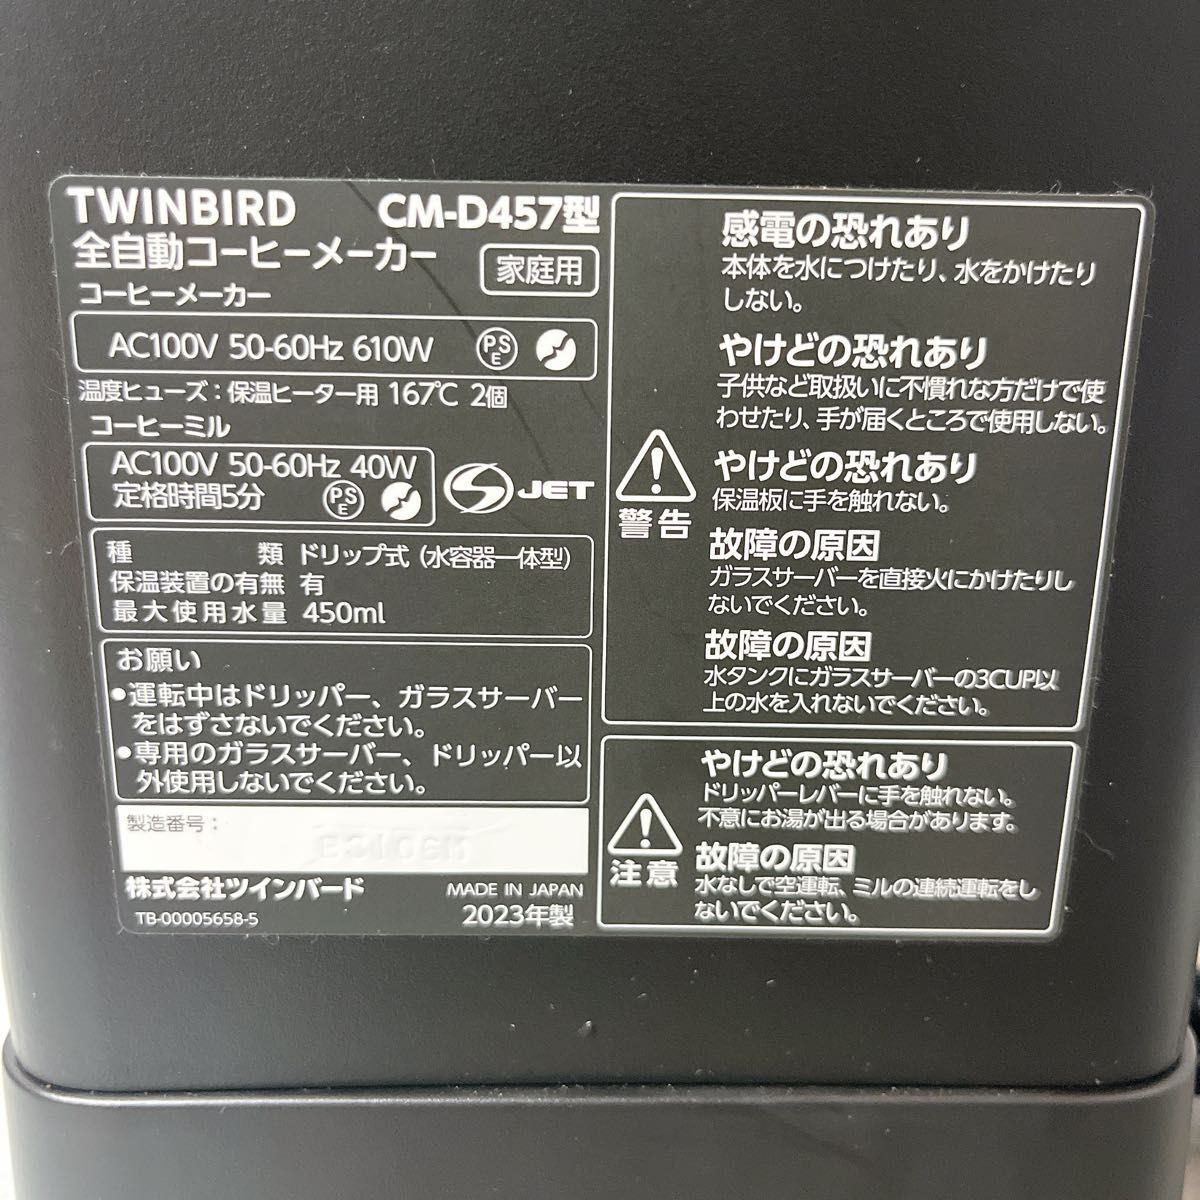 TWINBIRD CM-D457型
全自動コーヒーメーカー 家庭用
コーヒーメーカー
AC100V 50-60Hz 610W
温度ヒューズ：保温ヒーター用 167℃ 2個
コーヒーミル
AC100V 50-60Hz 40W
定格時間5分
JET
種類 ドリップ式（水容器一体型）
保温装置の有無 有
最大使用水量 450ml
お願い
●運転中はドリッパー、ガラスサーバー
をはずさないでください。
●専用のガラスサーバー、ドリッパー以
外使用しないでください。
製造番号：
株式会社ツインバード MADE IN JAPAN
TB-00005658-5 2023年製
警告
感電の恐れあり
本体を水につけたり、水をかけたり
しない。
やけどの恐れあり
子供など取扱いに不慣れな方だけで使
わせたり、手が届くところで使用しない。
やけどの恐れあり
保温板に手を触れない。
故障の原因
ガラスサーバーを直接火にかけたりし
ないでください。
故障の原因
水タンクにガラスサーバーの3CUP以
上の水を入れないでください。
注意
やけどの恐れあり
ドリッパーレバーに手を触れない。
不意にお湯が出る場合があります。
故障の原因
水なしで空運転、ミルの連続運転をし
ないでください。